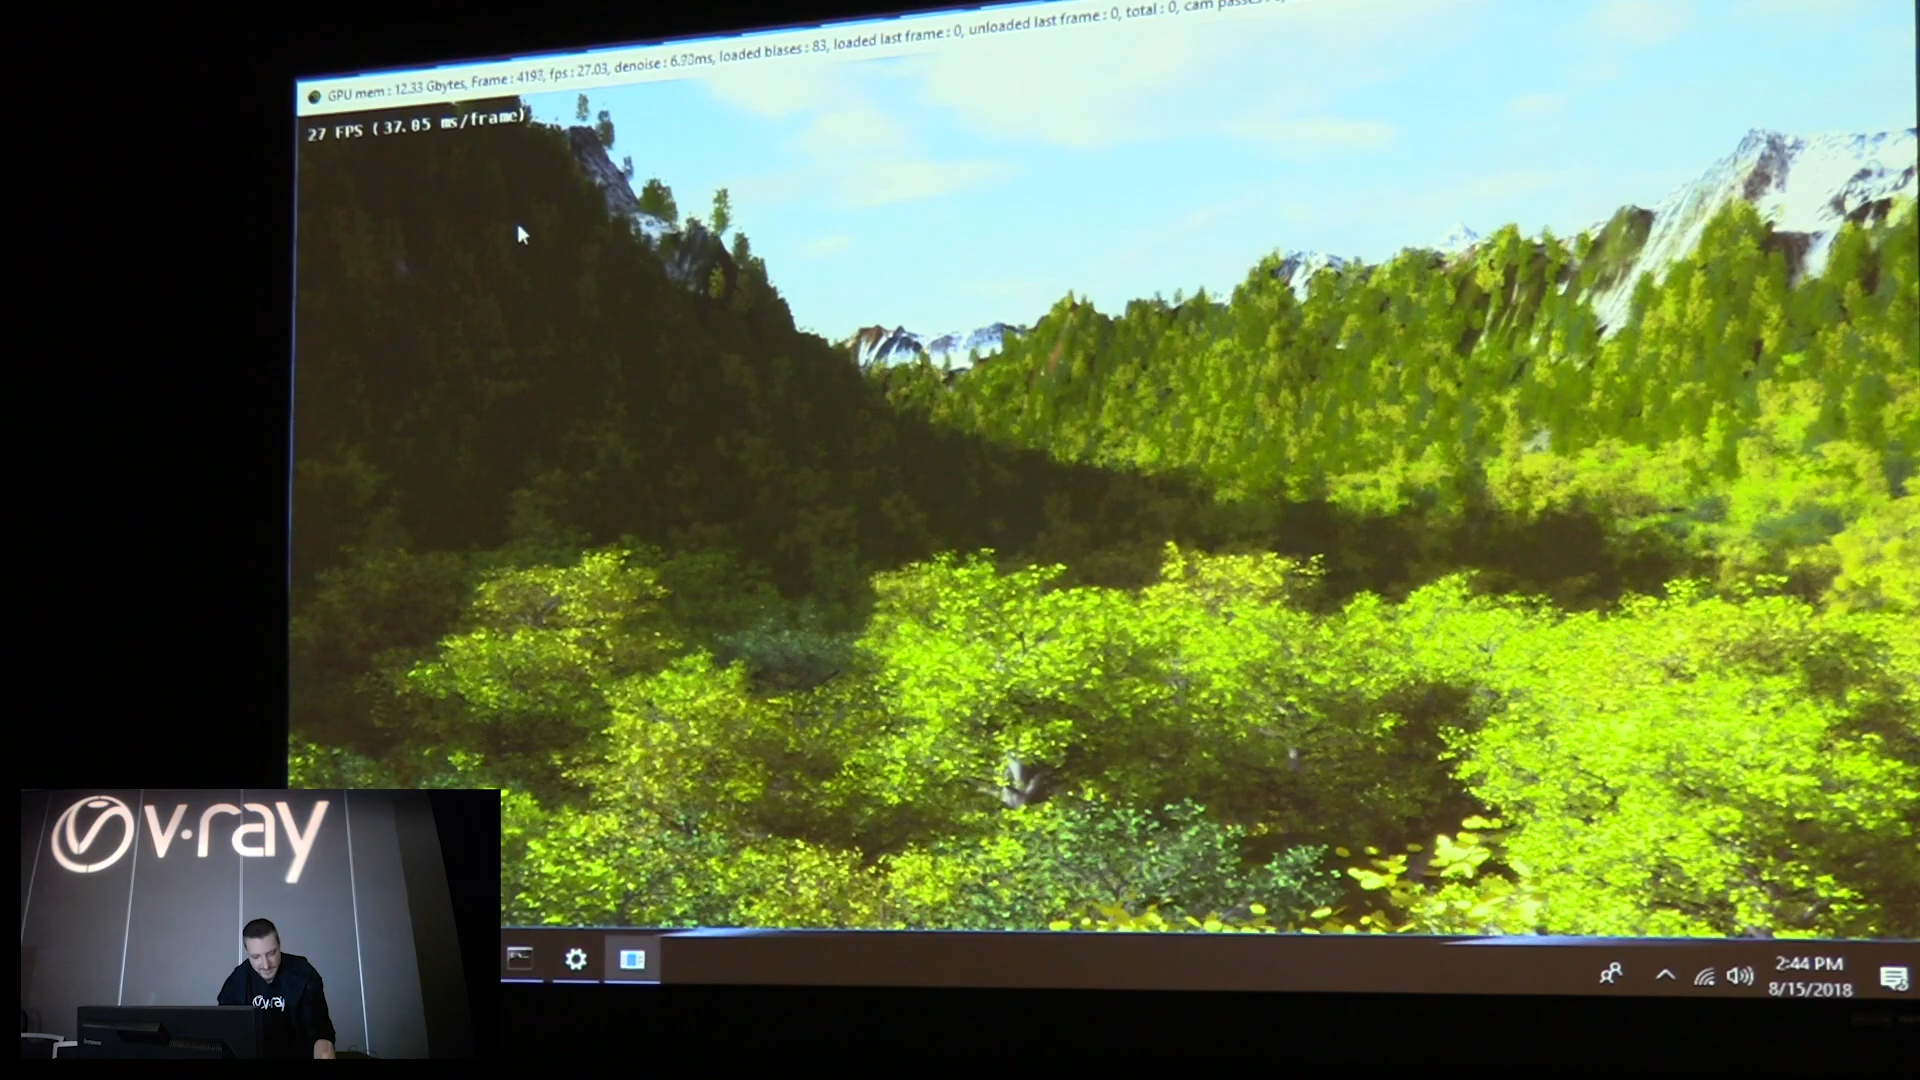 GPU mem : 12.33 Gbytes, Frame : 4193, fps : 27.03, denoise : 6.93ms, loaded blases : 83, loaded last frame : 0, unloaded last frame : 0, total : 0, cam
27 FPS (37.05 ms/frame)
v·ray
v·ray
2:44 PM
8/15/2018